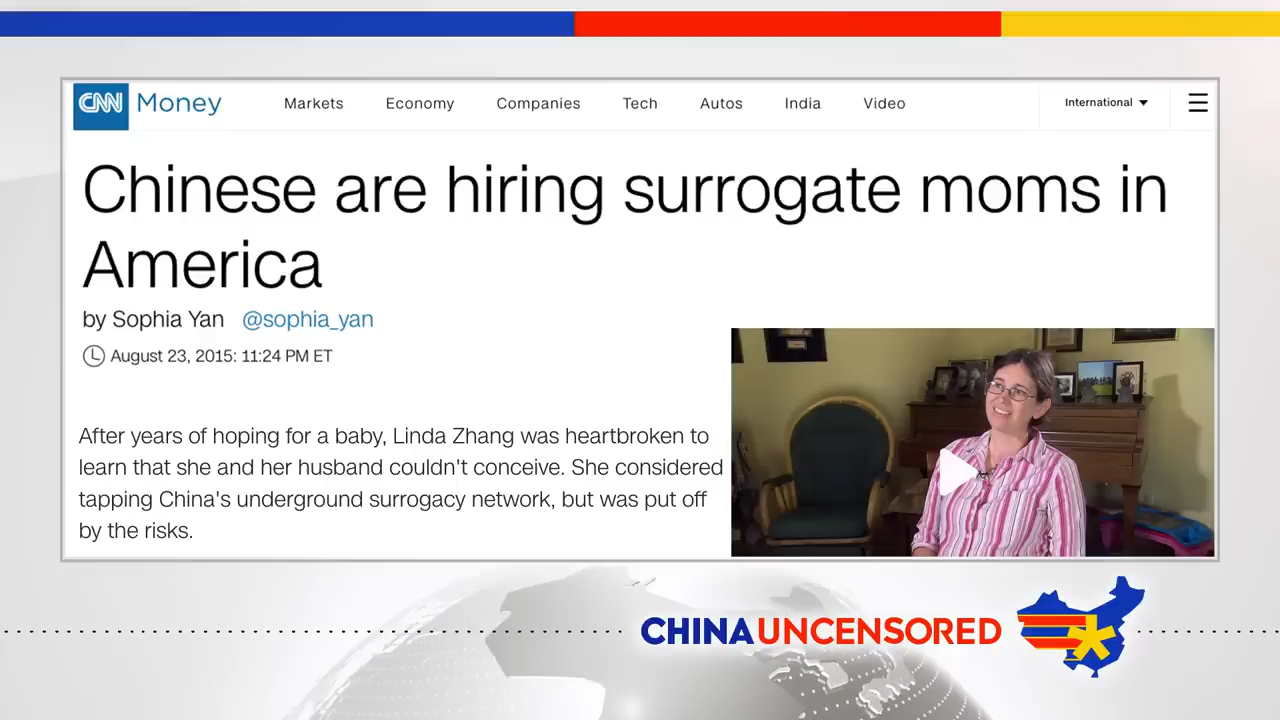 CNN Money Markets Economy Companies Tech Autos India Video International
Chinese are hiring surrogate moms in
America
by Sophia Yan @sophia_yan
August 23, 2015: 11:24 PM ET
After years of hoping for a baby, Linda Zhang was heartbroken to
learn that she and her husband couldn't conceive. She considered
tapping China's underground surrogacy network, but was put off
by the risks.
CHINA UNCENSORED